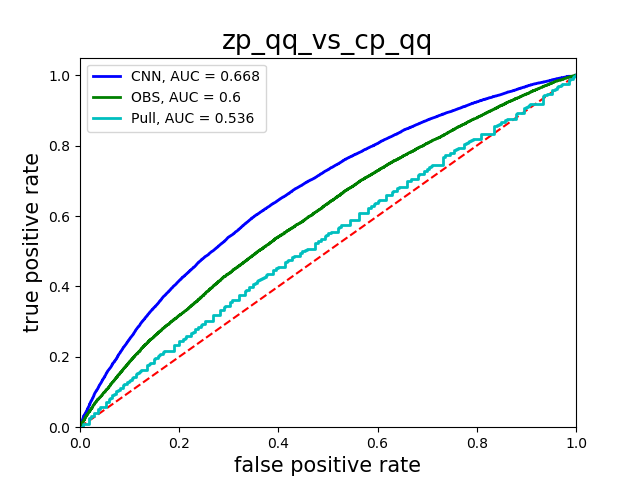 zp_qq_vs_cp_qq
CNN, AUC = 0.668
OBS, AUC = 0.6
Pull, AUC = 0.536
true positive rate
1.0
0.8
0.6
0.4
0.2
0.0
0.0 0.2 0.4 0.6 0.8 1.0
false positive rate